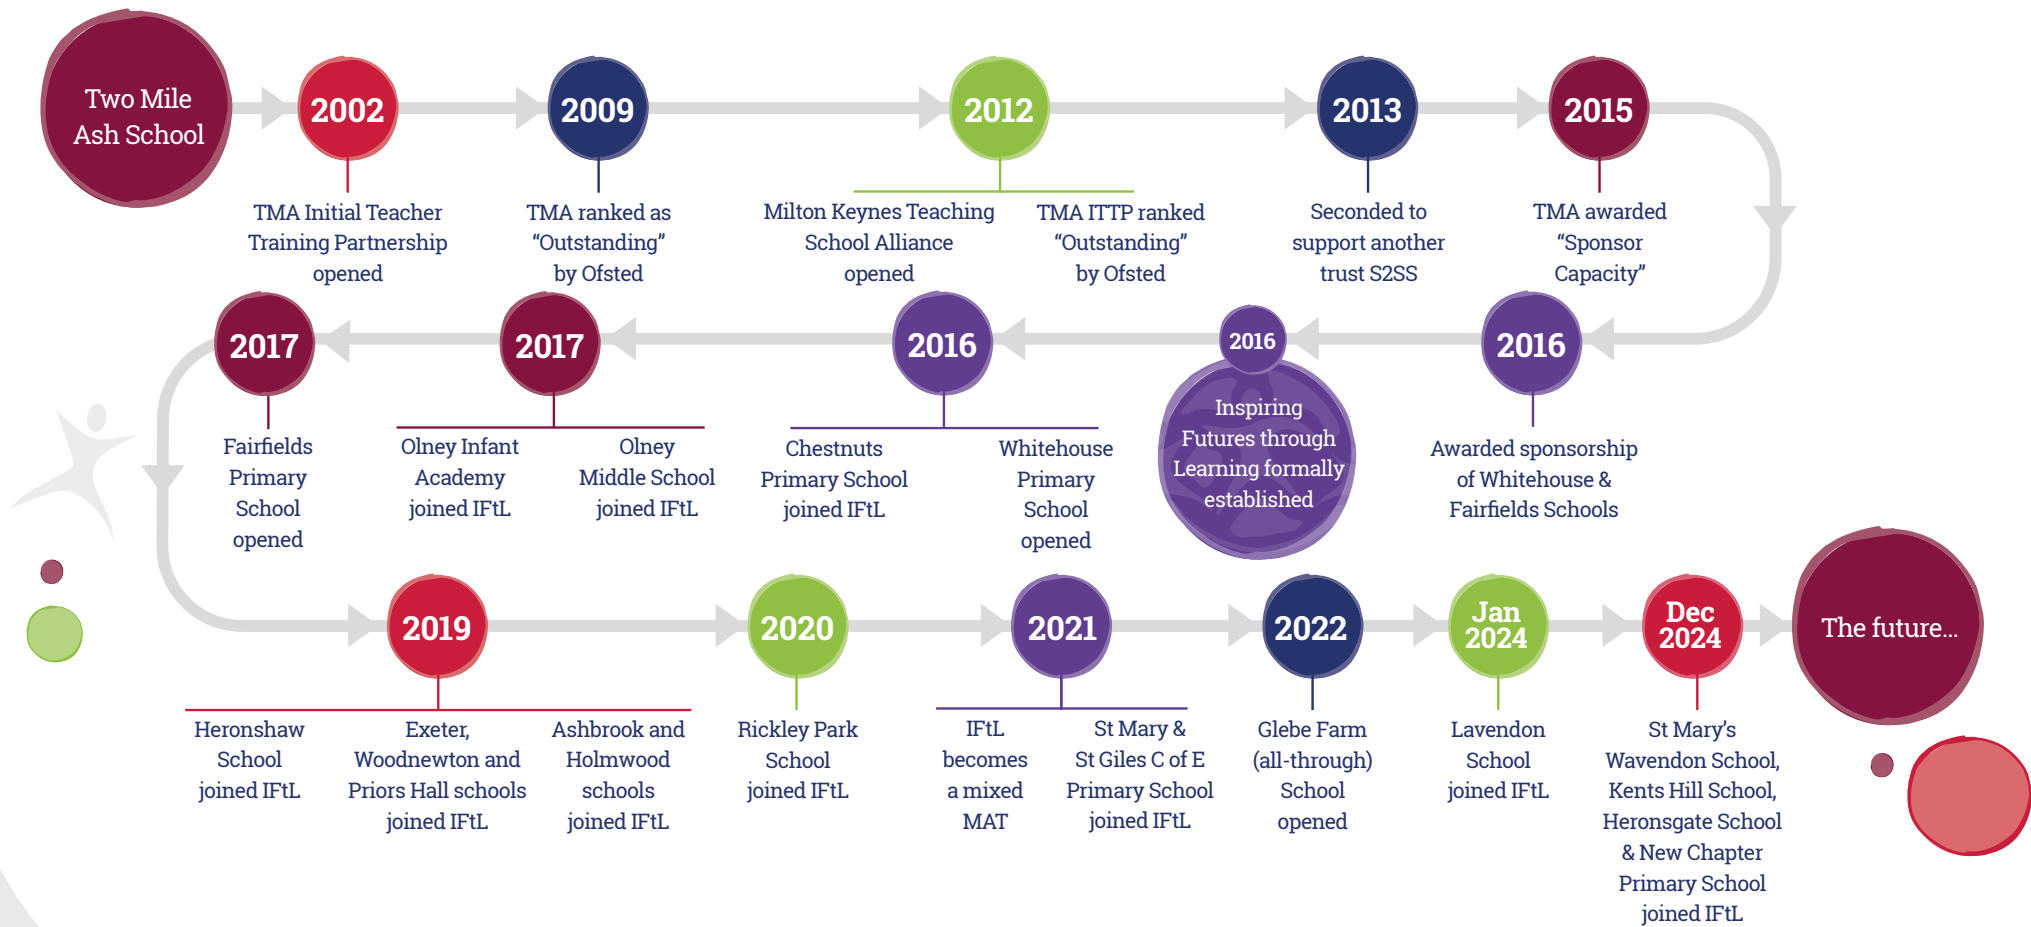 Two Mile
Ash School
2002
TMA Initial Teacher
Training Partnership
opened
2009
TMA ranked as
“Outstanding”
by Ofsted
2012
Milton Keynes Teaching
School Alliance
opened
TMA ITTP ranked
“Outstanding”
by Ofsted
2013
Seconded to
support another
trust S2SS
2015
TMA awarded
“Sponsor
Capacity”
2016
Awarded sponsorship
of Whitehouse &
Fairfields Schools
2016
Inspiring
Futures through
Learning formally
established
2016
Chestnuts
Primary School
joined IFtL
Whitehouse
Primary
School
opened
2017
Olney Infant
Academy
joined IFtL
Olney
Middle School
joined IFtL
2017
Fairfields
Primary
School
opened
2019
Heronshaw
School
joined IFtL
Exeter,
Woodnewton and
Priors Hall schools
joined IFtL
Ashbrook and
Holmwood
schools
joined IFtL
2020
Rickley Park
School
joined IFtL
2021
IFtL
becomes
a mixed
MAT
St Mary &
St Giles C of E
Primary School
joined IFtL
2022
Glebe Farm
(all-through)
School
opened
Jan
2024
Lavendon
School
joined IFtL
Dec
2024
St Mary’s
Wavendon School,
Kents Hill School,
Heronsgate School
& New Chapter
Primary School
joined IFtL
The future...